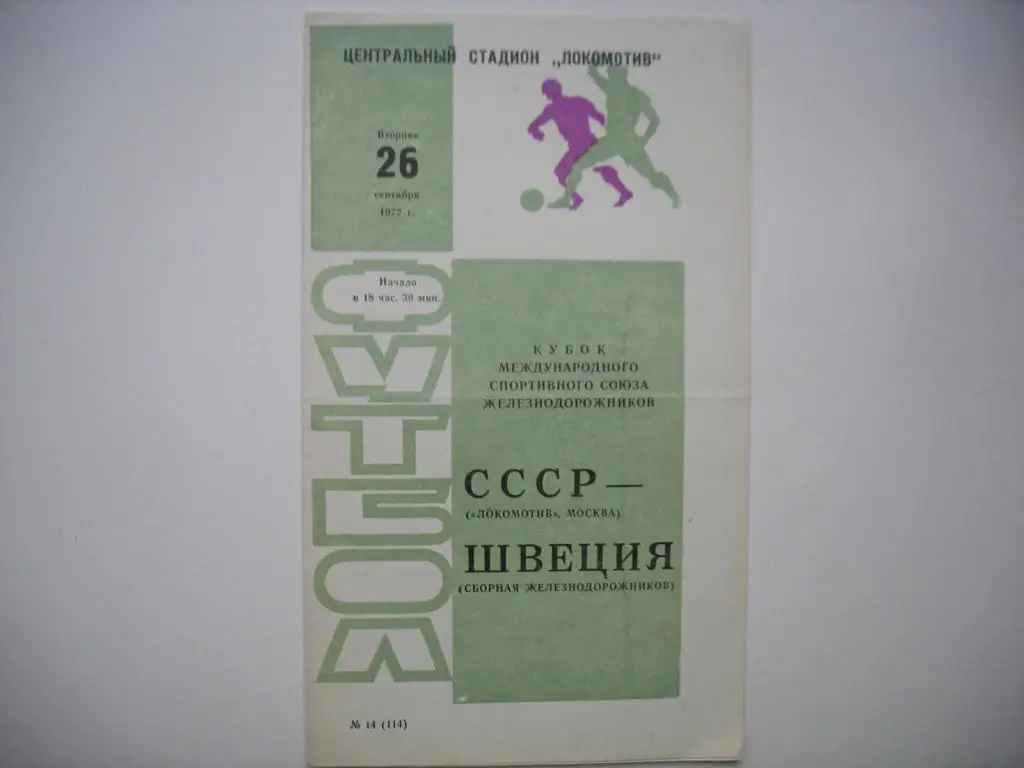 ЦЕНТРАЛЬНЫЙ СТАДИОН „ЛОКОМОТИВ“
Вторник
26
сентября
1972 г.
Начало
в 18 час. 30 мин.
ФУТБОЛ
КУБОК
МЕЖДУНАРОДНОГО
СПОРТИВНОГО СОЮЗА
ЖЕЛЕЗНОДОРОЖНИКОВ
СССР —
(«ЛОКОМОТИВ», МОСКВА)
ШВЕЦИЯ
(СБОРНАЯ ЖЕЛЕЗНОДОРОЖНИКОВ)
№ 14 (114)